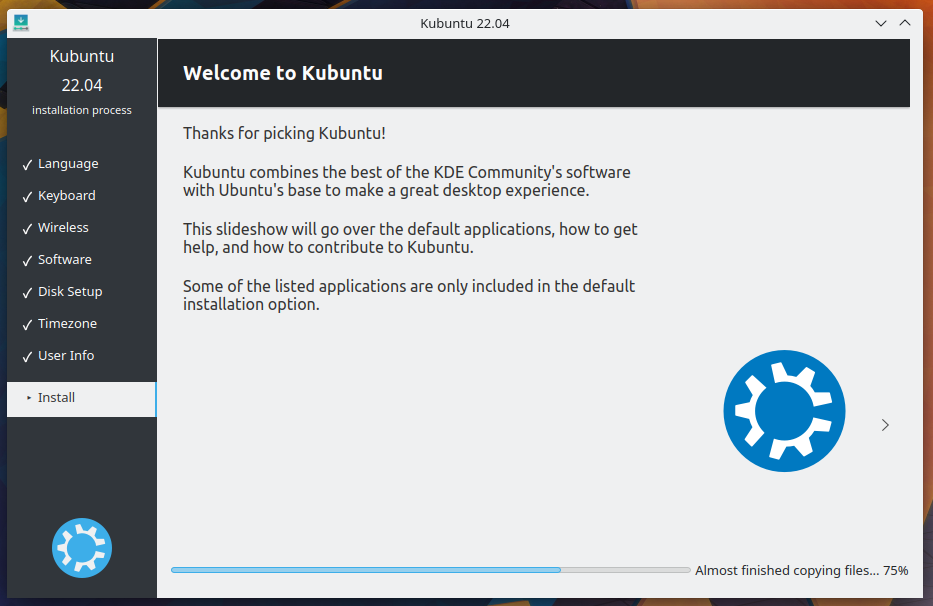 Kubuntu 22.04
Kubuntu
22.04
installation process
Language
Keyboard
Wireless
Software
Disk Setup
Timezone
User Info
Install
Welcome to Kubuntu
Thanks for picking Kubuntu!
Kubuntu combines the best of the KDE Community's software
with Ubuntu's base to make a great desktop experience.
This slideshow will go over the default applications, how to get
help, and how to contribute to Kubuntu.
Some of the listed applications are only included in the default
installation option.
Almost finished copying files... 75%